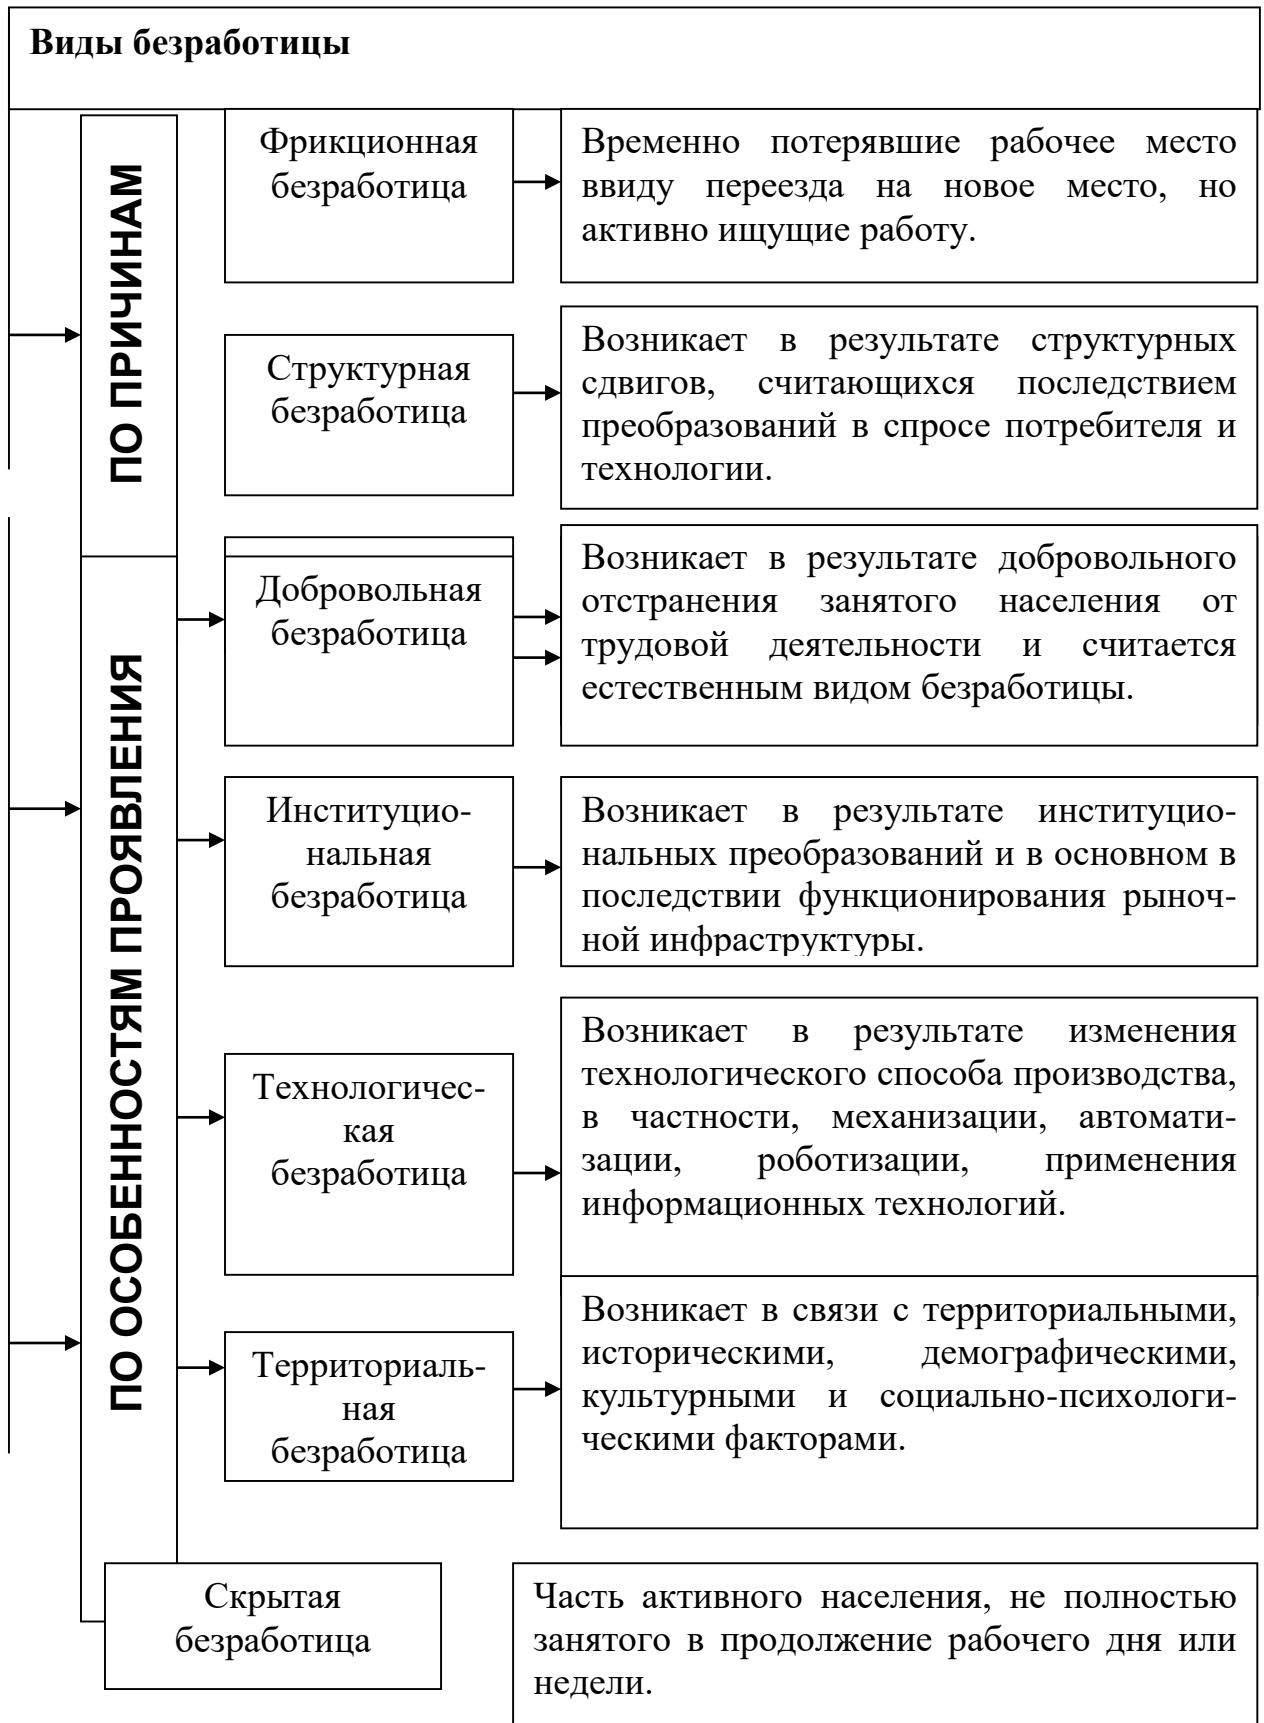 Виды безработицы
ПО ПРИЧИНАМ
Фрикционная
безработица
Временно потерявшие рабочее место
ввиду переезда на новое место, но
активно ищущие работу.
Структурная
безработица
Возникает в результате структурных
сдвигов, считающихся последствием
преобразований в спросе потребителя и
технологии.
ПО ОСОБЕННОСТЯМ ПРОЯВЛЕНИЯ
Добровольная
безработица
Возникает в результате добровольного
отстранения занятого населения от
трудовой деятельности и считается
естественным видом безработицы.
Институцио-
нальная
безработица
Возникает в результате институцио-
нальных преобразований и в основном в
последствии функционирования рыноч-
ной инфраструктуры.
Технологичес-
кая
безработица
Возникает в результате изменения
технологического способа производства,
в частности, механизации, автомати-
зации, роботизации, применения
информационных технологий.
Территориаль-
ная
безработица
Возникает в связи с территориальными,
историческими, демографическими,
культурными и социально-психологи-
ческими факторами.
Скрытая
безработица
Часть активного населения, не полностью
занятого в продолжение рабочего дня или
недели.